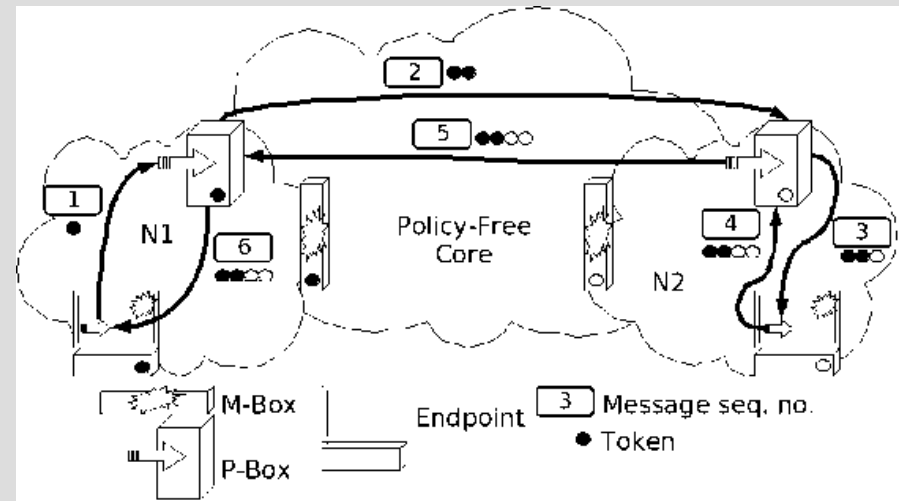 2
5
1
N1
6
Policy-Free
Core
4
3
N2
M-Box
P-Box
Endpoint
3 Message seq. no.
Token